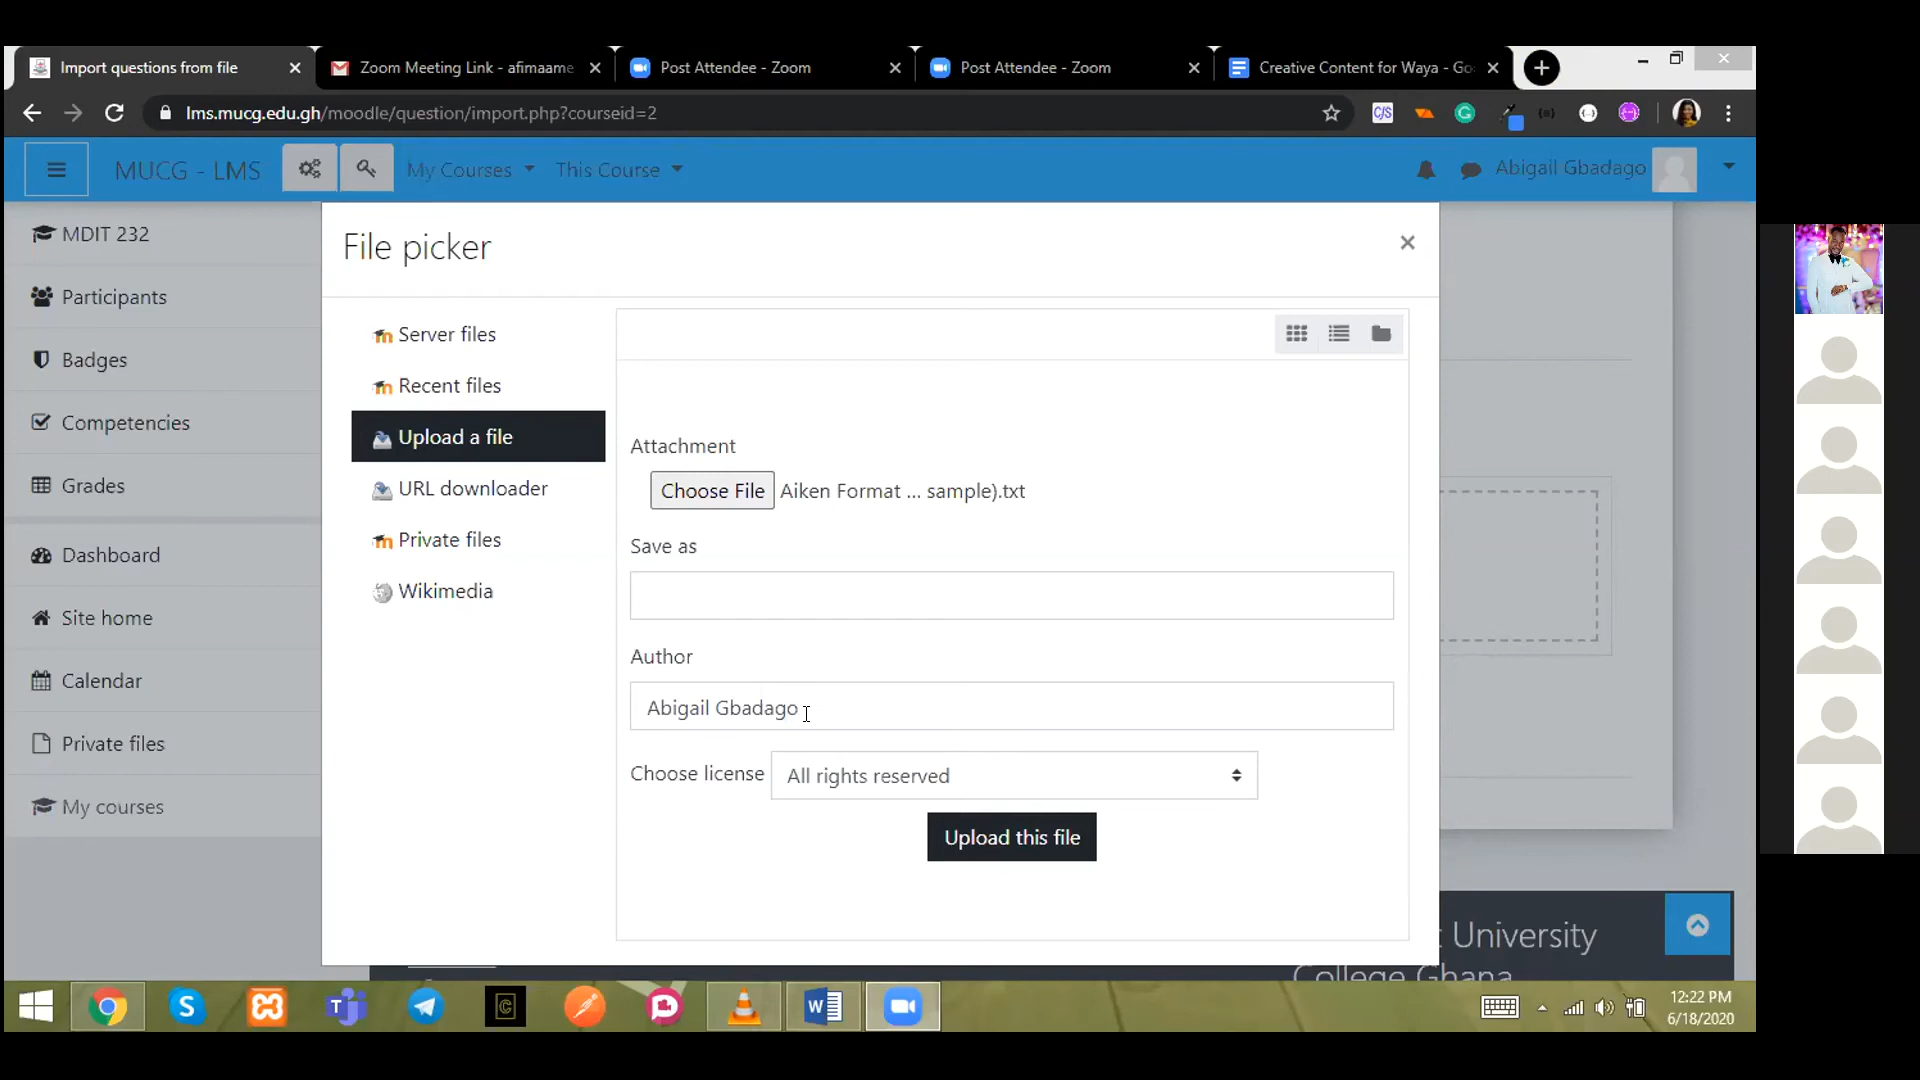 Import questions from file
Zoom Meeting Link - afimaame
Post Attendee - Zoom
Post Attendee - Zoom
Creative Content for Waya - Go
lms.mucg.edu.gh/moodle/question/import.php?courseid=2
MUCG - LMS
My Courses
This Course
Abigail Gbadago
MDIT 232
Participants
Badges
Competencies
Grades
Dashboard
Site home
Calendar
Private files
My courses
File picker
Server files
Recent files
Upload a file
URL downloader
Private files
Wikimedia
Attachment
Choose File Aiken Format ... sample).txt
Save as
Author
Abigail Gbadago
Choose license All rights reserved
Upload this file
University
College Ghana
12:22 PM
6/18/2020